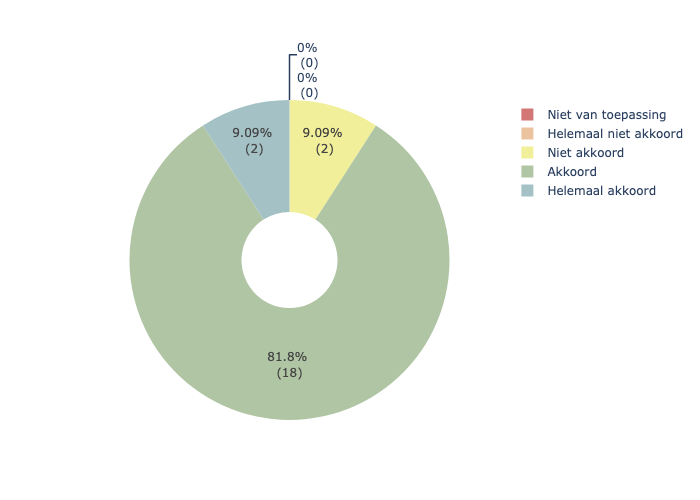 0%
(0)
0%
(0)
9.09%
(2)
9.09%
(2)
81.8%
(18)
Niet van toepassing
Helemaal niet akkoord
Niet akkoord
Akkoord
Helemaal akkoord